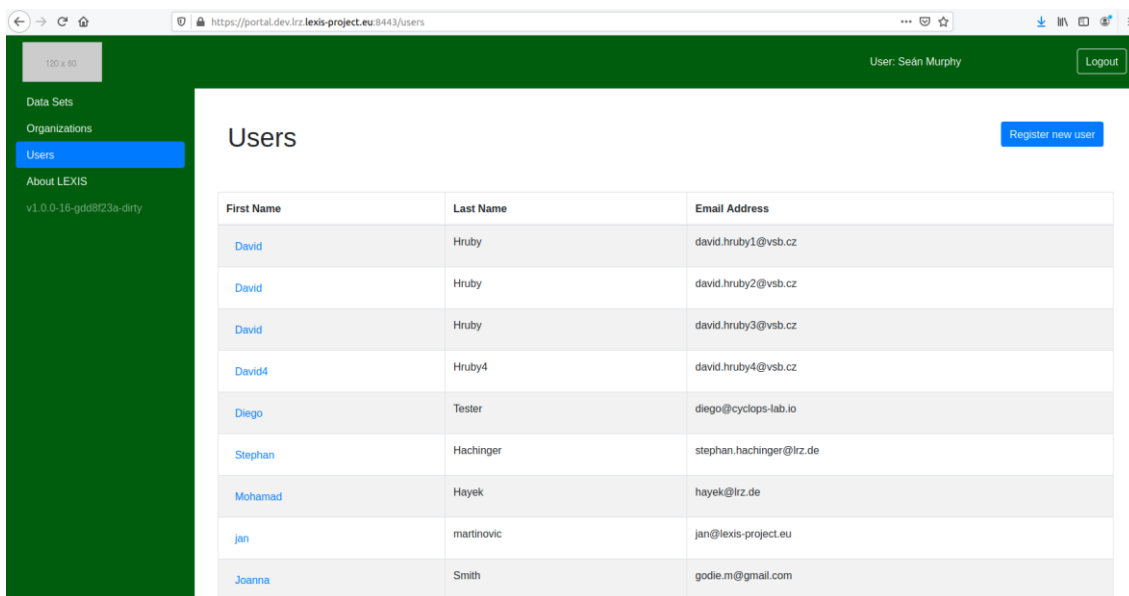 https://portal.dev.lrz.lexis-project.eu:8443/users
120 x 60
User: Seán Murphy
Logout
Data Sets
Organizations
Users
About LEXIS
v1.0.0-16-gdd8f23a-dirty
Users
Register new user
First Name Last Name Email Address
David Hruby david.hruby1@vsb.cz
David Hruby david.hruby2@vsb.cz
David Hruby david.hruby3@vsb.cz
David4 Hruby4 david.hruby4@vsb.cz
Diego Tester diego@cyclops-lab.io
Stephan Hachinger stephan.hachinger@lrz.de
Mohamad Hayek hayek@lrz.de
jan martinovic jan@lexis-project.eu
Joanna Smith godie.m@gmail.com